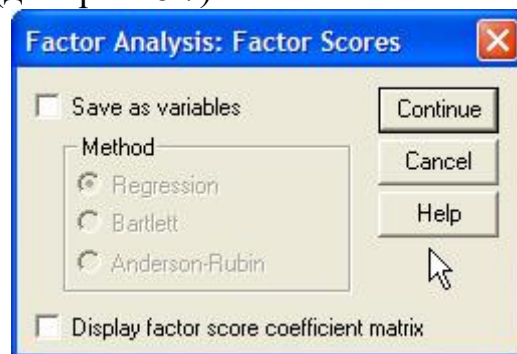 Factor Analysis: Factor Scores
Save as variables
Continue
Method
Cancel
Regression
Help
Bartlett
Anderson-Rubin
Display factor score coefficient matrix